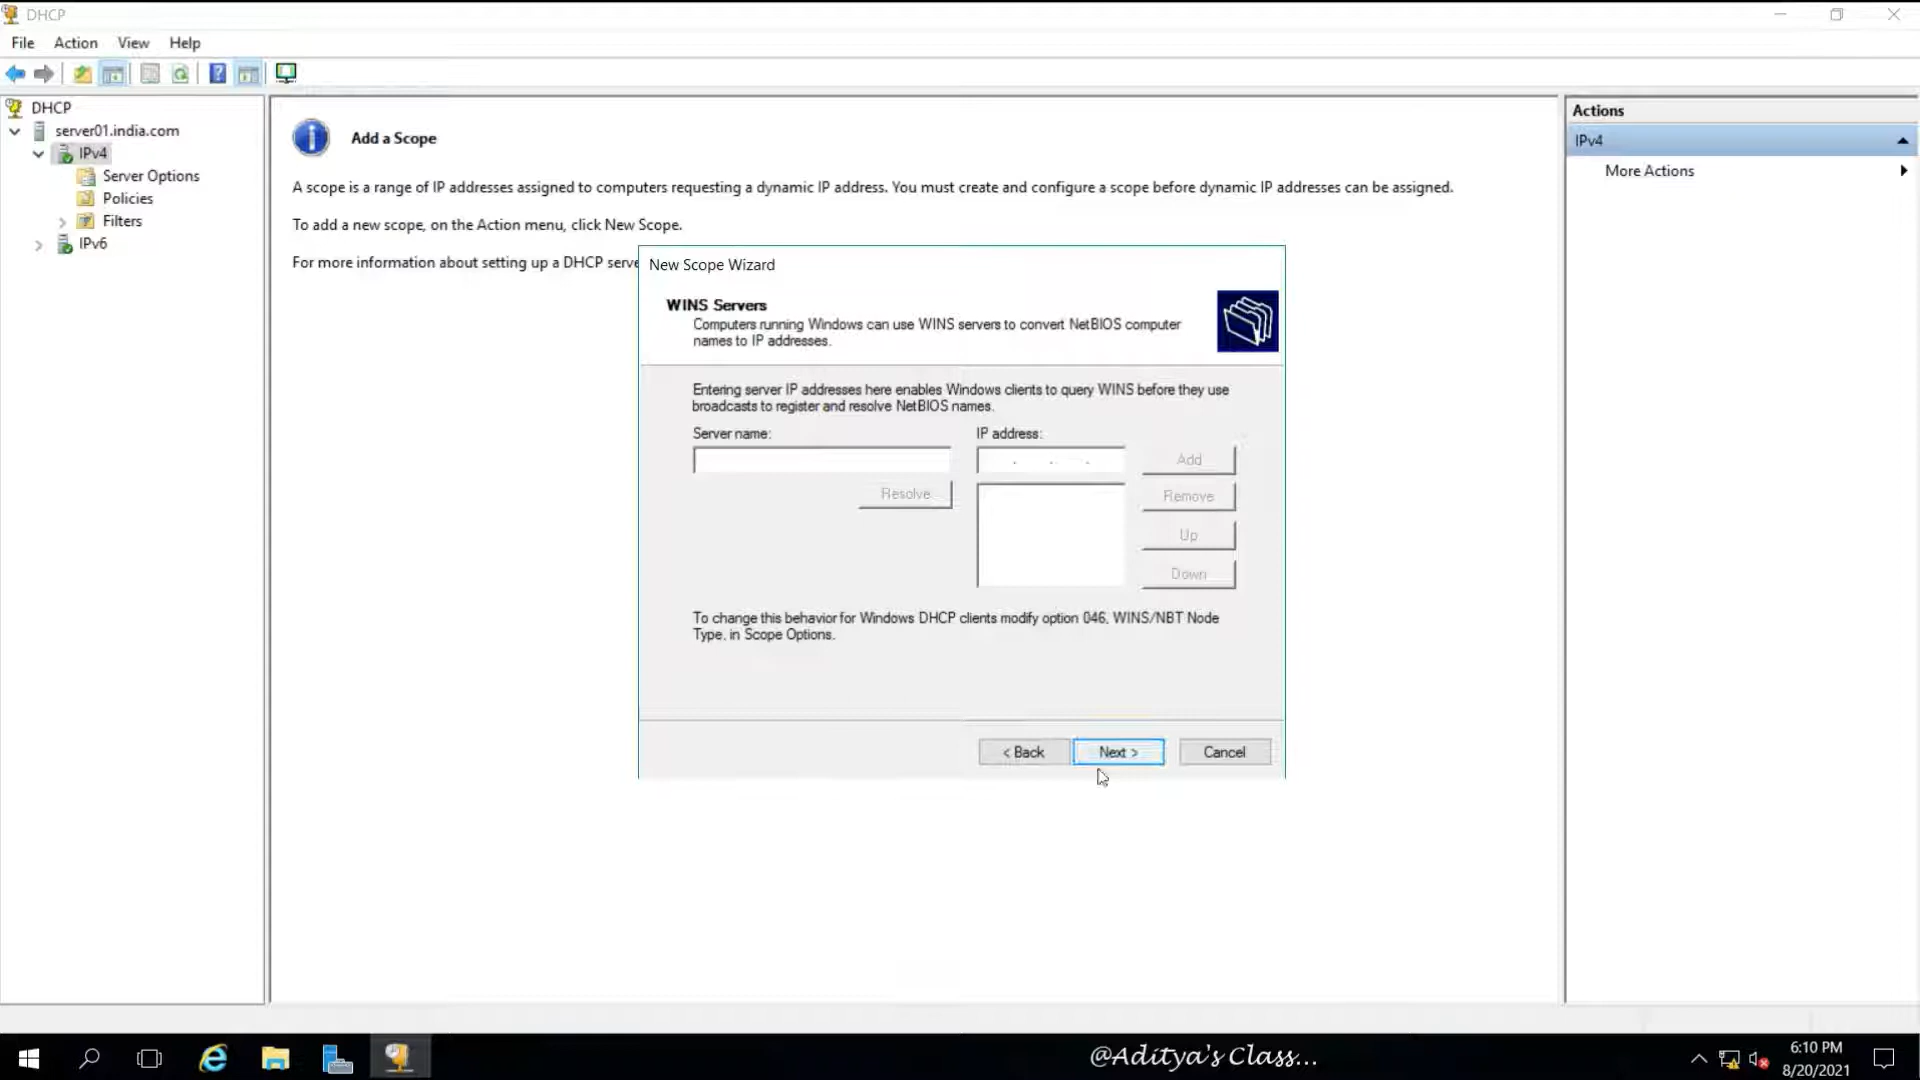 DHCP
File Action View Help
DHCP
server01.india.com
IPv4
Server Options
Policies
Filters
IPv6
Add a Scope
A scope is a range of IP addresses assigned to computers requesting a dynamic IP address. You must create and configure a scope before dynamic IP addresses can be assigned.
To add a new scope, on the Action menu, click New Scope.
For more information about setting up a DHCP serve
New Scope Wizard
WINS Servers
Computers running Windows can use WINS servers to convert NetBIOS computer
names to IP addresses.
Entering server IP addresses here enables Windows clients to query WINS before they use
broadcasts to register and resolve NetBIOS names.
Server name:
IP address:
Add
Resolve
Remove
Up
Down
To change this behavior for Windows DHCP clients modify option 046, WINS/NBT Node
Type, in Scope Options.
< Back
Next >
Cancel
Actions
IPv4
More Actions
@Aditya's Class...
6:10 PM
8/20/2021